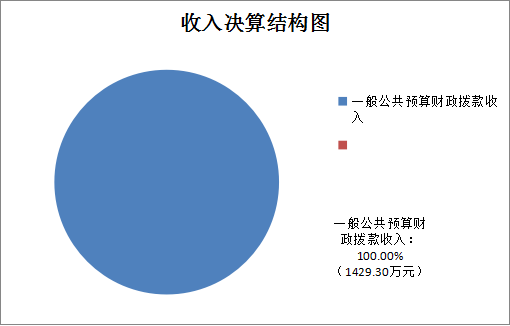 收入决算结构图
一般公共预算财政拨款收
入
一般公共预算财
政拨款收入：
100.00%
（1429.30万元）